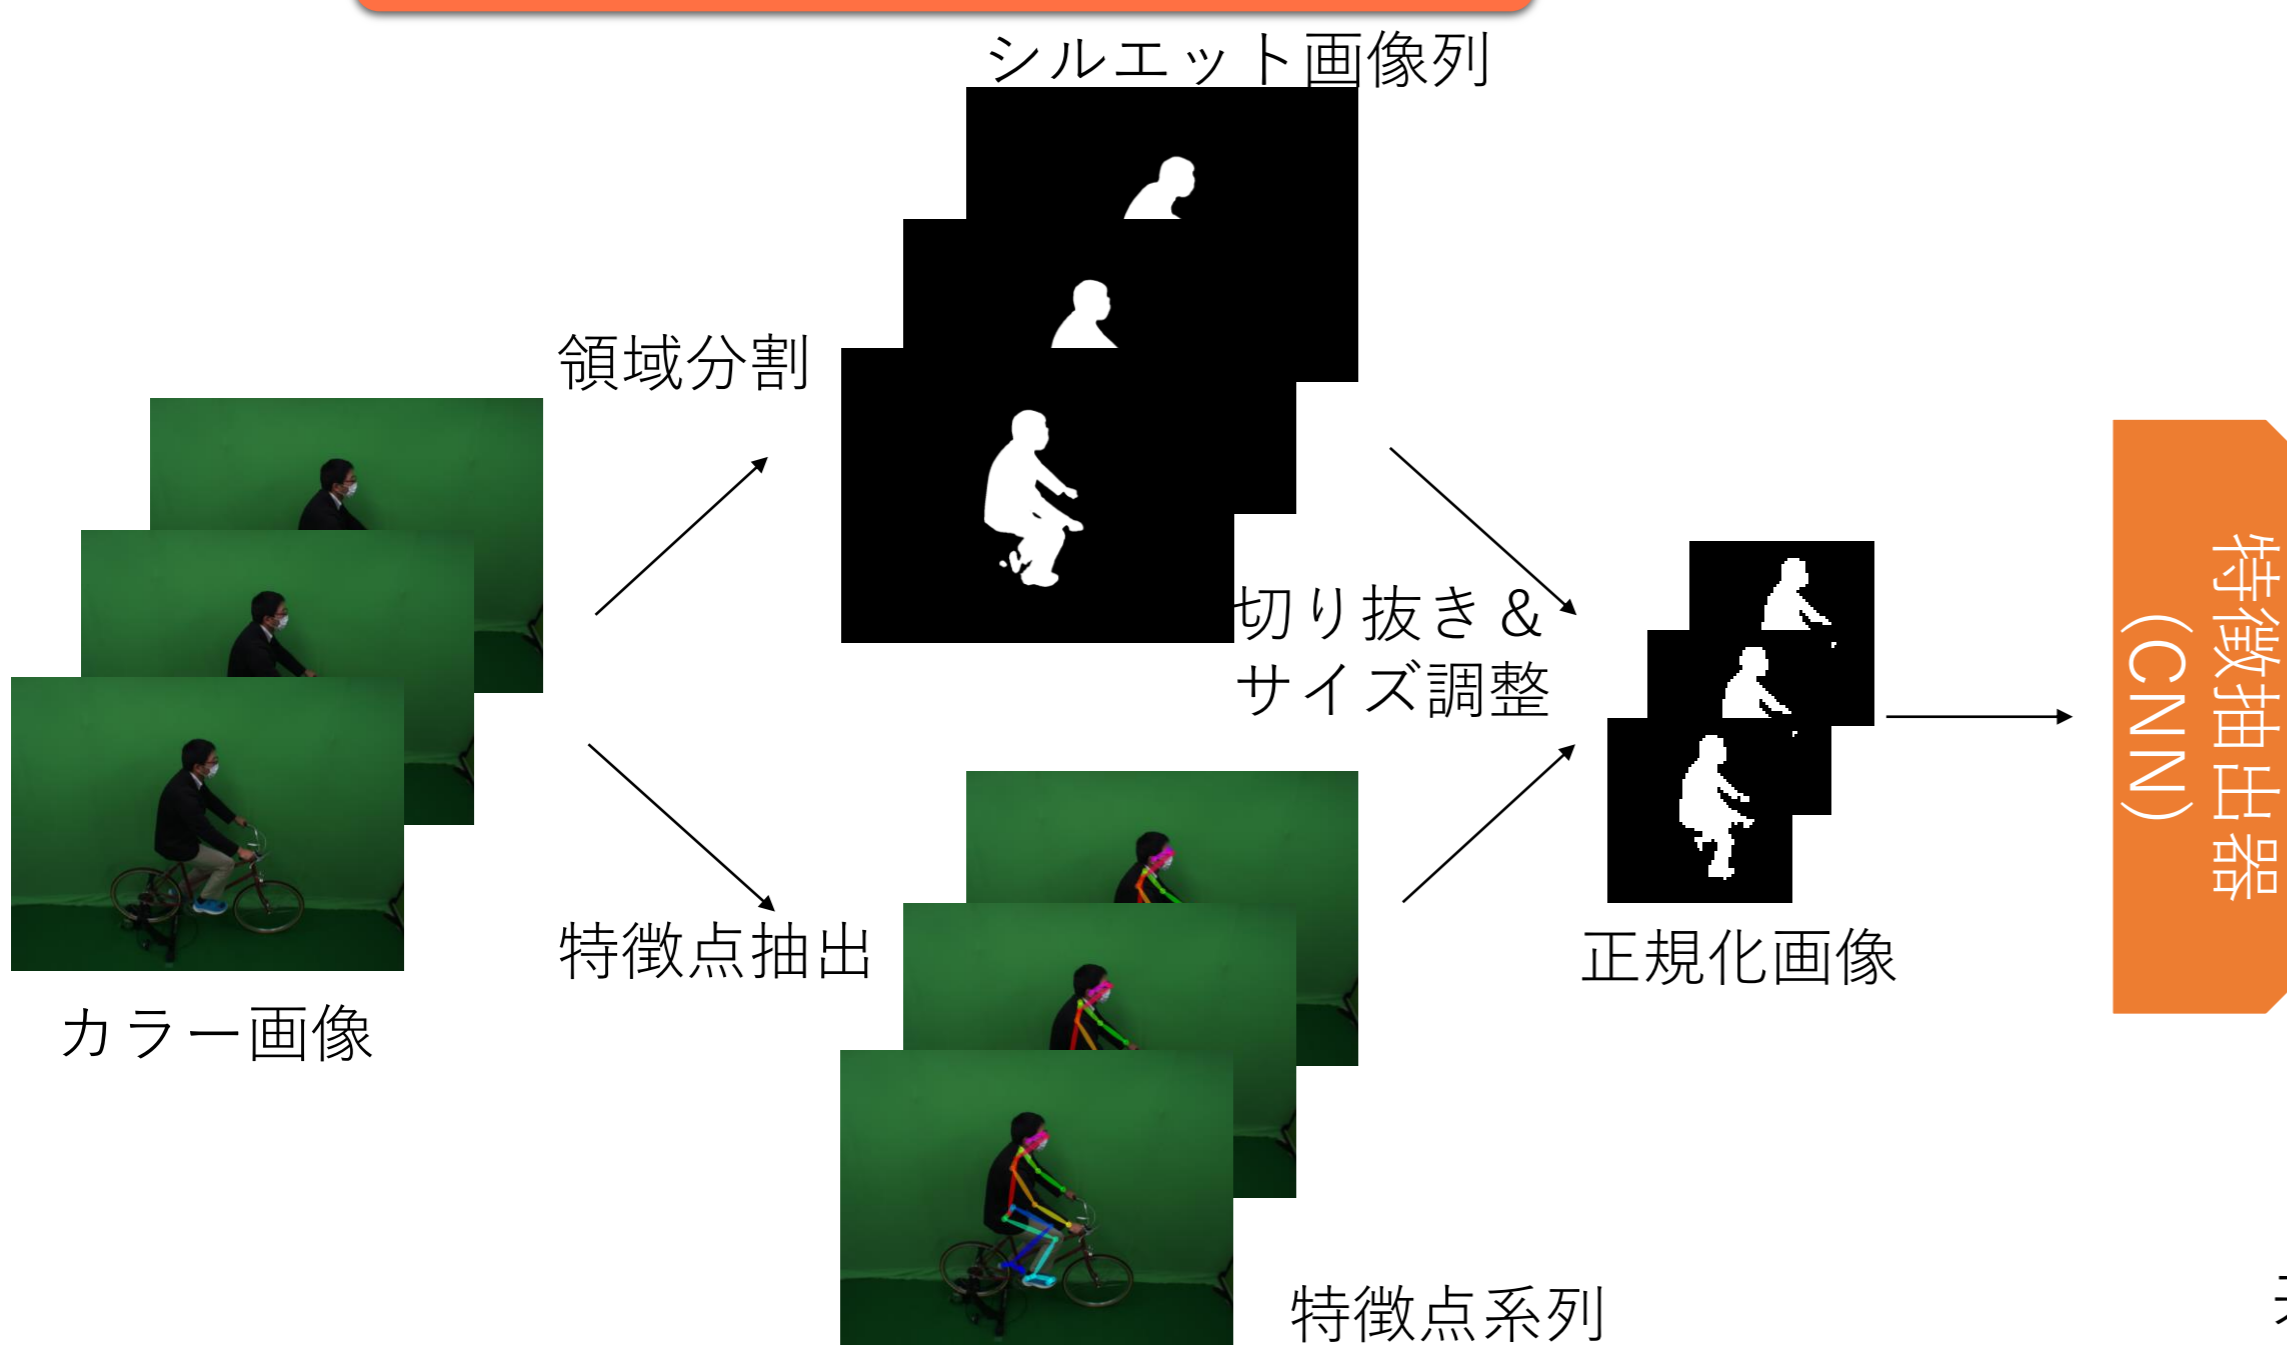 シルエット画像列
領域分割
切り抜き＆
サイズ調整
特徴抽出器
(CNN)
特徴点抽出
正規化画像
カラー画像
特徴点系列